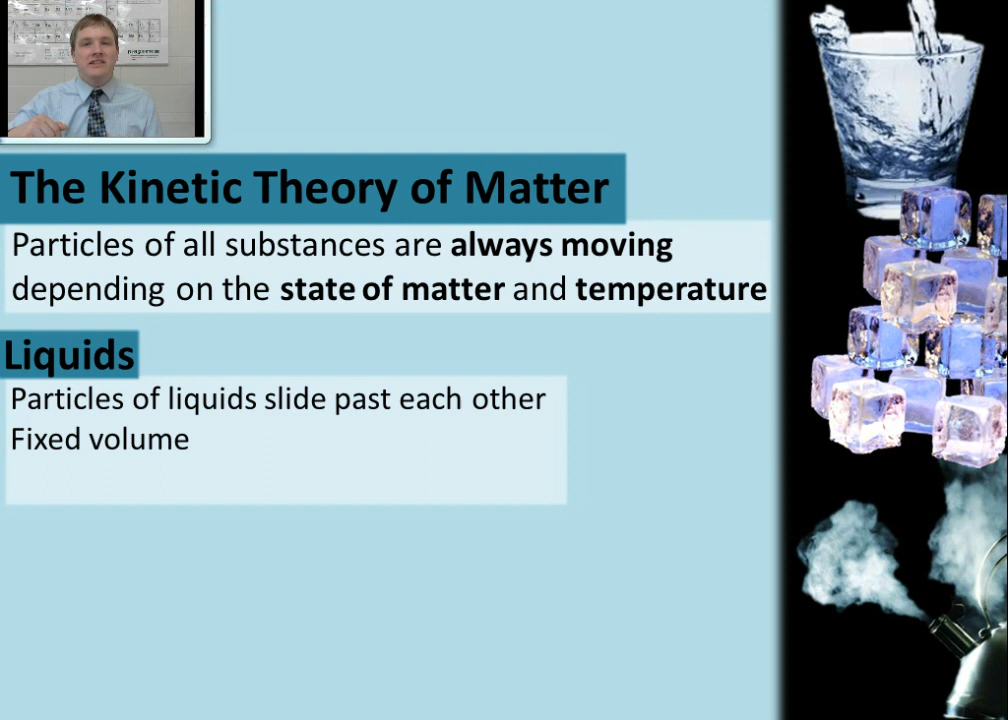 The Kinetic Theory of Matter
Particles of all substances are always moving
depending on the state of matter and temperature
Liquids
Particles of liquids slide past each other
Fixed volume